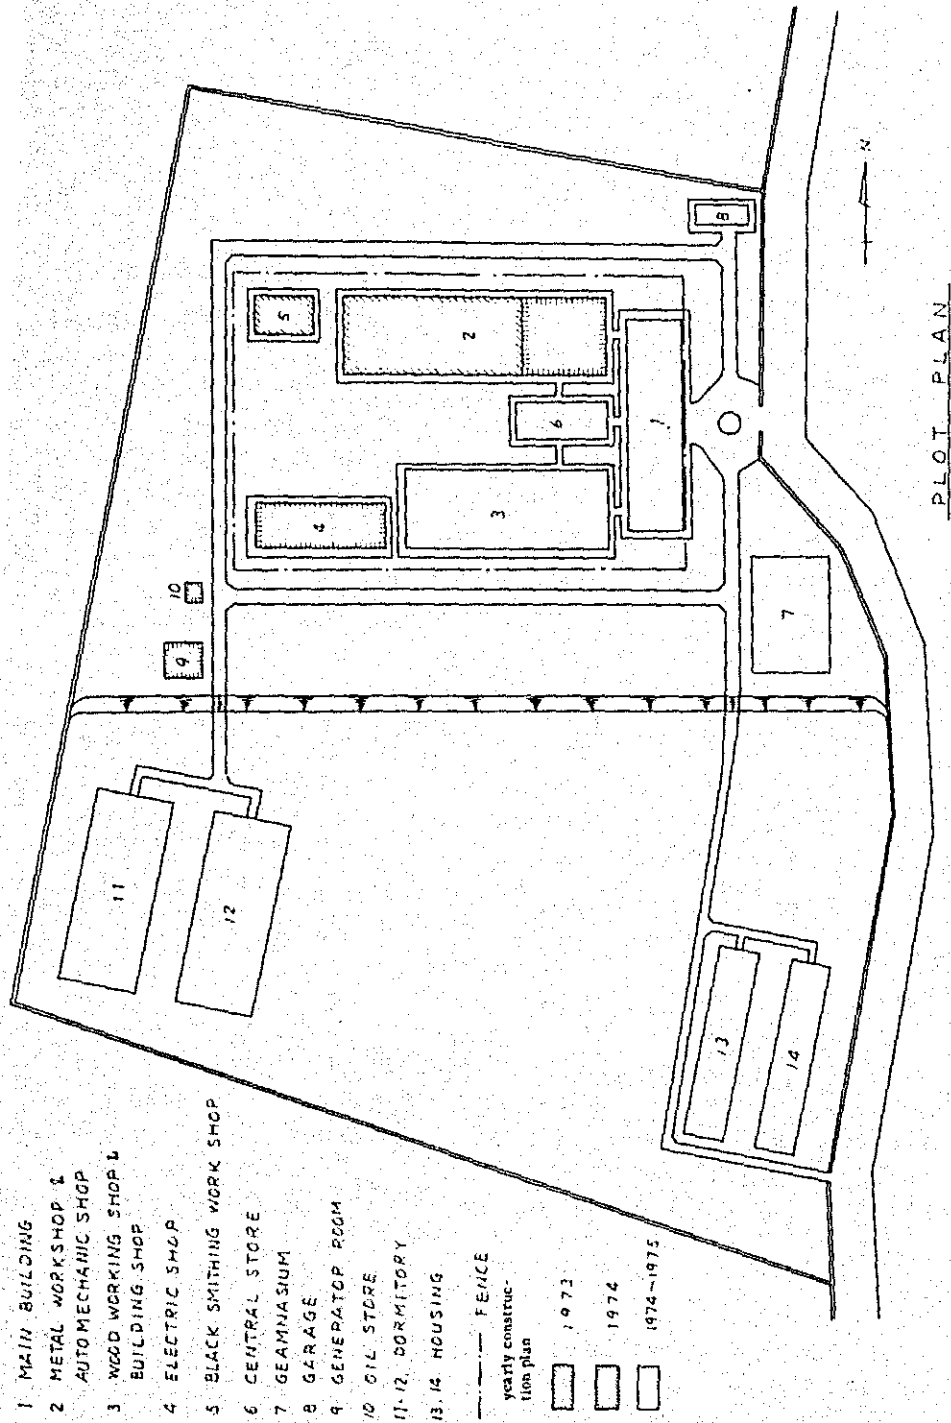 1 MAIN BUILDING
2 METAL WORKSHOP &
AUTOMECHANIC SHOP
3 WOOD WORKING SHOP &
BUILDING SHOP
4 ELECTRIC SHOP
5 BLACK SMITHING WORK SHOP
6 CENTRAL STORE
7 GEAMNASIUM
8 GARAGE
9 GENERATOR ROOM
10 OIL STORE
11.12. DORMITORY
13.14. HOUSING
FENCE
yearly construc-
tion plan
1973
1974
1974-1975
11
12
9
10
4
5
3
6
2
1
8
7
13
14
N
PLOT PLAN